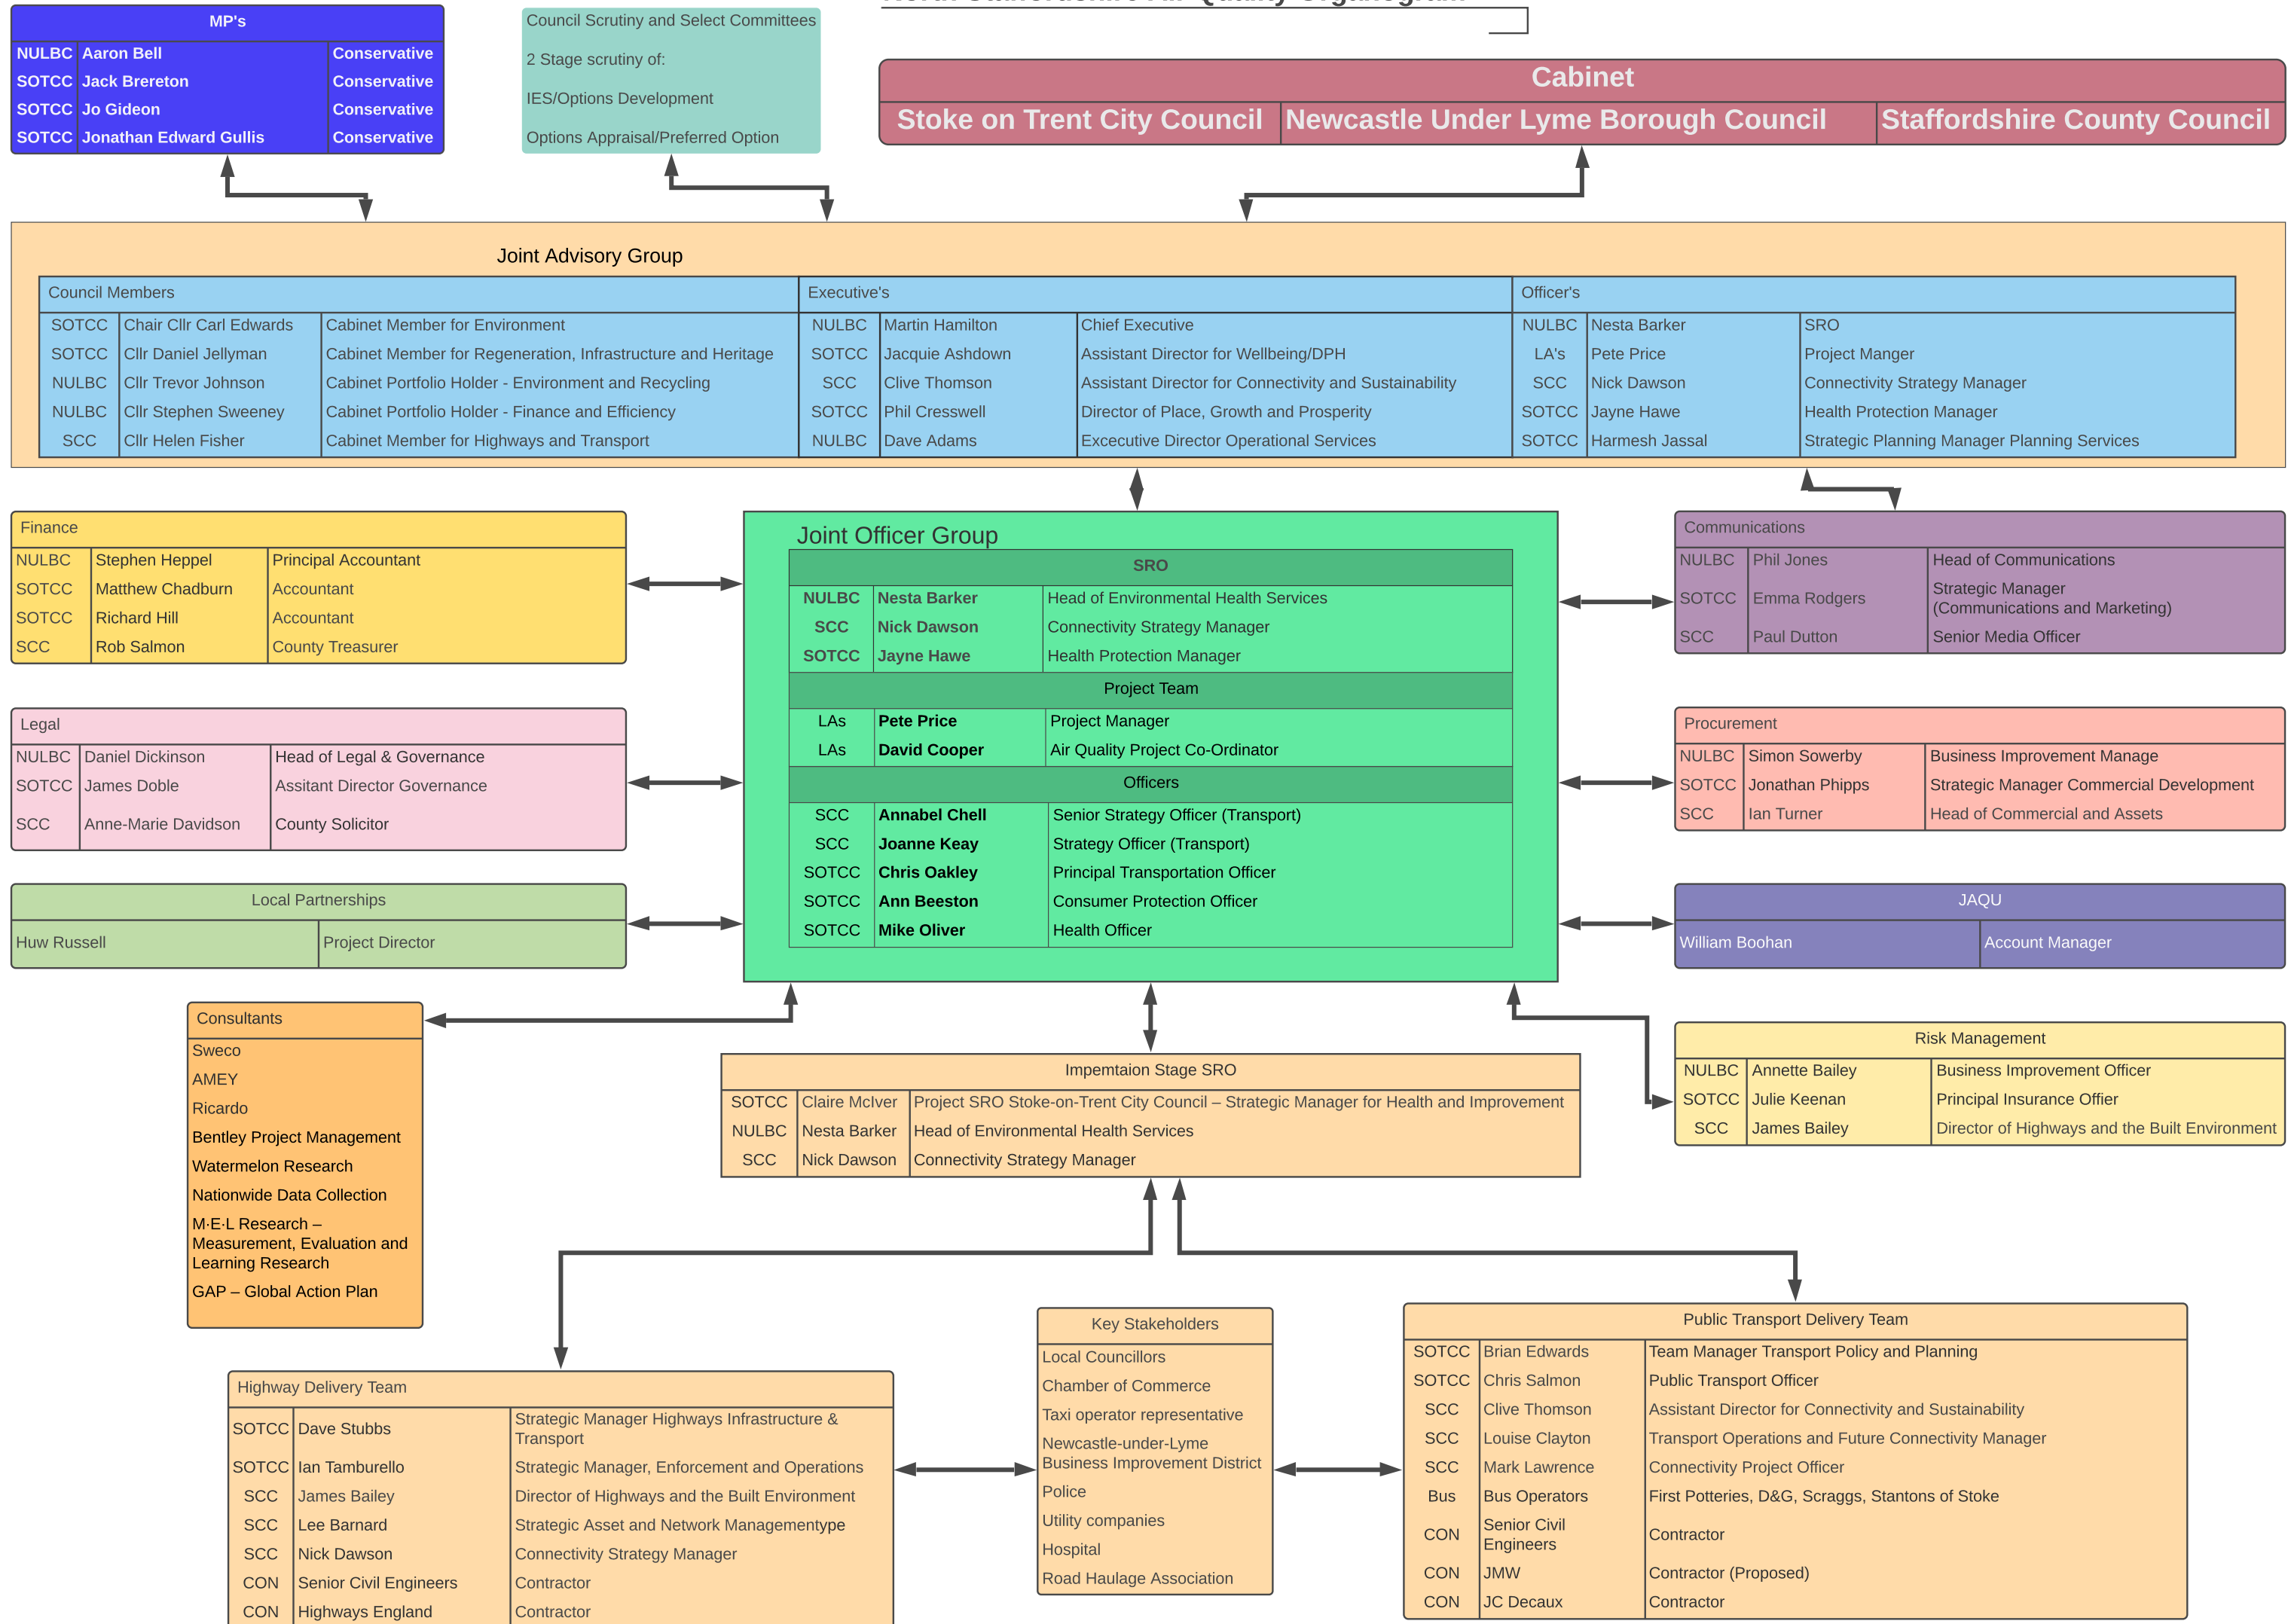 North Staffordshire Air Quality Organogram
MP's
NULBC Aaron Bell Conservative
SOTCC Jack Brereton Conservative
SOTCC Jo Gideon Conservative
SOTCC Jonathan Edward Gullis Conservative
Council Scrutiny and Select Committees
2 Stage scrutiny of:
IES/Options Development
Options Appraisal/Preferred Option
Cabinet
Stoke on Trent City Council Newcastle Under Lyme Borough Council Staffordshire County Council
Joint Advisory Group
Council Members
SOTCC Chair Cllr Carl Edwards Cabinet Member for Environment
SOTCC Cllr Daniel Jellyman Cabinet Member for Regeneration, Infrastructure and Heritage
NULBC Cllr Trevor Johnson Cabinet Portfolio Holder - Environment and Recycling
NULBC Cllr Stephen Sweeney Cabinet Portfolio Holder - Finance and Efficiency
SCC Cllr Helen Fisher Cabinet Member for Highways and Transport
Executive's
NULBC Martin Hamilton Chief Executive
SOTCC Jacquie Ashdown Assistant Director for Wellbeing/DPH
SCC Clive Thomson Assistant Director for Connectivity and Sustainability
SOTCC Phil Cresswell Director of Place, Growth and Prosperity
NULBC Dave Adams Excecutive Director Operational Services
Officer's
NULBC Nesta Barker SRO
LA's Pete Price Project Manger
SCC Nick Dawson Connectivity Strategy Manager
SOTCC Jayne Hawe Health Protection Manager
SOTCC Harmesh Jassal Strategic Planning Manager Planning Services
Finance
NULBC Stephen Heppel Principal Accountant
SOTCC Matthew Chadburn Accountant
SOTCC Richard Hill Accountant
SCC Rob Salmon County Treasurer
Legal
NULBC Daniel Dickinson Head of Legal & Governance
SOTCC James Doble Assitant Director Governance
SCC Anne-Marie Davidson County Solicitor
Local Partnerships
Huw Russell Project Director
Joint Officer Group
SRO
NULBC Nesta Barker Head of Environmental Health Services
SCC Nick Dawson Connectivity Strategy Manager
SOTCC Jayne Hawe Health Protection Manager
Project Team
LAs Pete Price Project Manager
LAs David Cooper Air Quality Project Co-Ordinator
Officers
SCC Annabel Chell Senior Strategy Officer (Transport)
SCC Joanne Keay Strategy Officer (Transport)
SOTCC Chris Oakley Principal Transportation Officer
SOTCC Ann Beeston Consumer Protection Officer
SOTCC Mike Oliver Health Officer
Communications
NULBC Phil Jones Head of Communications
SOTCC Emma Rodgers Strategic Manager
(Communications and Marketing)
SCC Paul Dutton Senior Media Officer
Procurement
NULBC Simon Sowerby Business Improvement Manage
SOTCC Jonathan Phipps Strategic Manager Commercial Development
SCC Ian Turner Head of Commercial and Assets
JAQU
William Boohan Account Manager
Consultants
Sweco
AMEY
Ricardo
Bentley Project Management
Watermelon Research
Nationwide Data Collection
M·E·L Research –
Measurement, Evaluation and
Learning Research
GAP – Global Action Plan
Impemtaion Stage SRO
SOTCC Claire McIver Project SRO Stoke-on-Trent City Council – Strategic Manager for Health and Improvement
NULBC Nesta Barker Head of Environmental Health Services
SCC Nick Dawson Connectivity Strategy Manager
Risk Management
NULBC Annette Bailey Business Improvement Officer
SOTCC Julie Keenan Principal Insurance Offier
SCC James Bailey Director of Highways and the Built Environment
Highway Delivery Team
SOTCC Dave Stubbs Strategic Manager Highways Infrastructure &
Transport
SOTCC Ian Tamburello Strategic Manager, Enforcement and Operations
SCC James Bailey Director of Highways and the Built Environment
SCC Lee Barnard Strategic Asset and Network Managementype
SCC Nick Dawson Connectivity Strategy Manager
CON Senior Civil Engineers Contractor
CON Highways England Contractor
Key Stakeholders
Local Councillors
Chamber of Commerce
Taxi operator representative
Newcastle-under-Lyme
Business Improvement District
Police
Utility companies
Hospital
Road Haulage Association
Public Transport Delivery Team
SOTCC Brian Edwards Team Manager Transport Policy and Planning
SOTCC Chris Salmon Public Transport Officer
SCC Clive Thomson Assistant Director for Connectivity and Sustainability
SCC Louise Clayton Transport Operations and Future Connectivity Manager
SCC Mark Lawrence Connectivity Project Officer
Bus Bus Operators First Potteries, D&G, Scraggs, Stantons of Stoke
CON Senior Civil
Engineers Contractor
CON JMW Contractor (Proposed)
CON JC Decaux Contractor